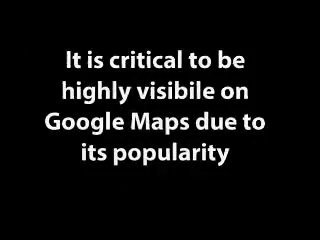 It is critical to be
highly visibile on
Google Maps due to
its popularity